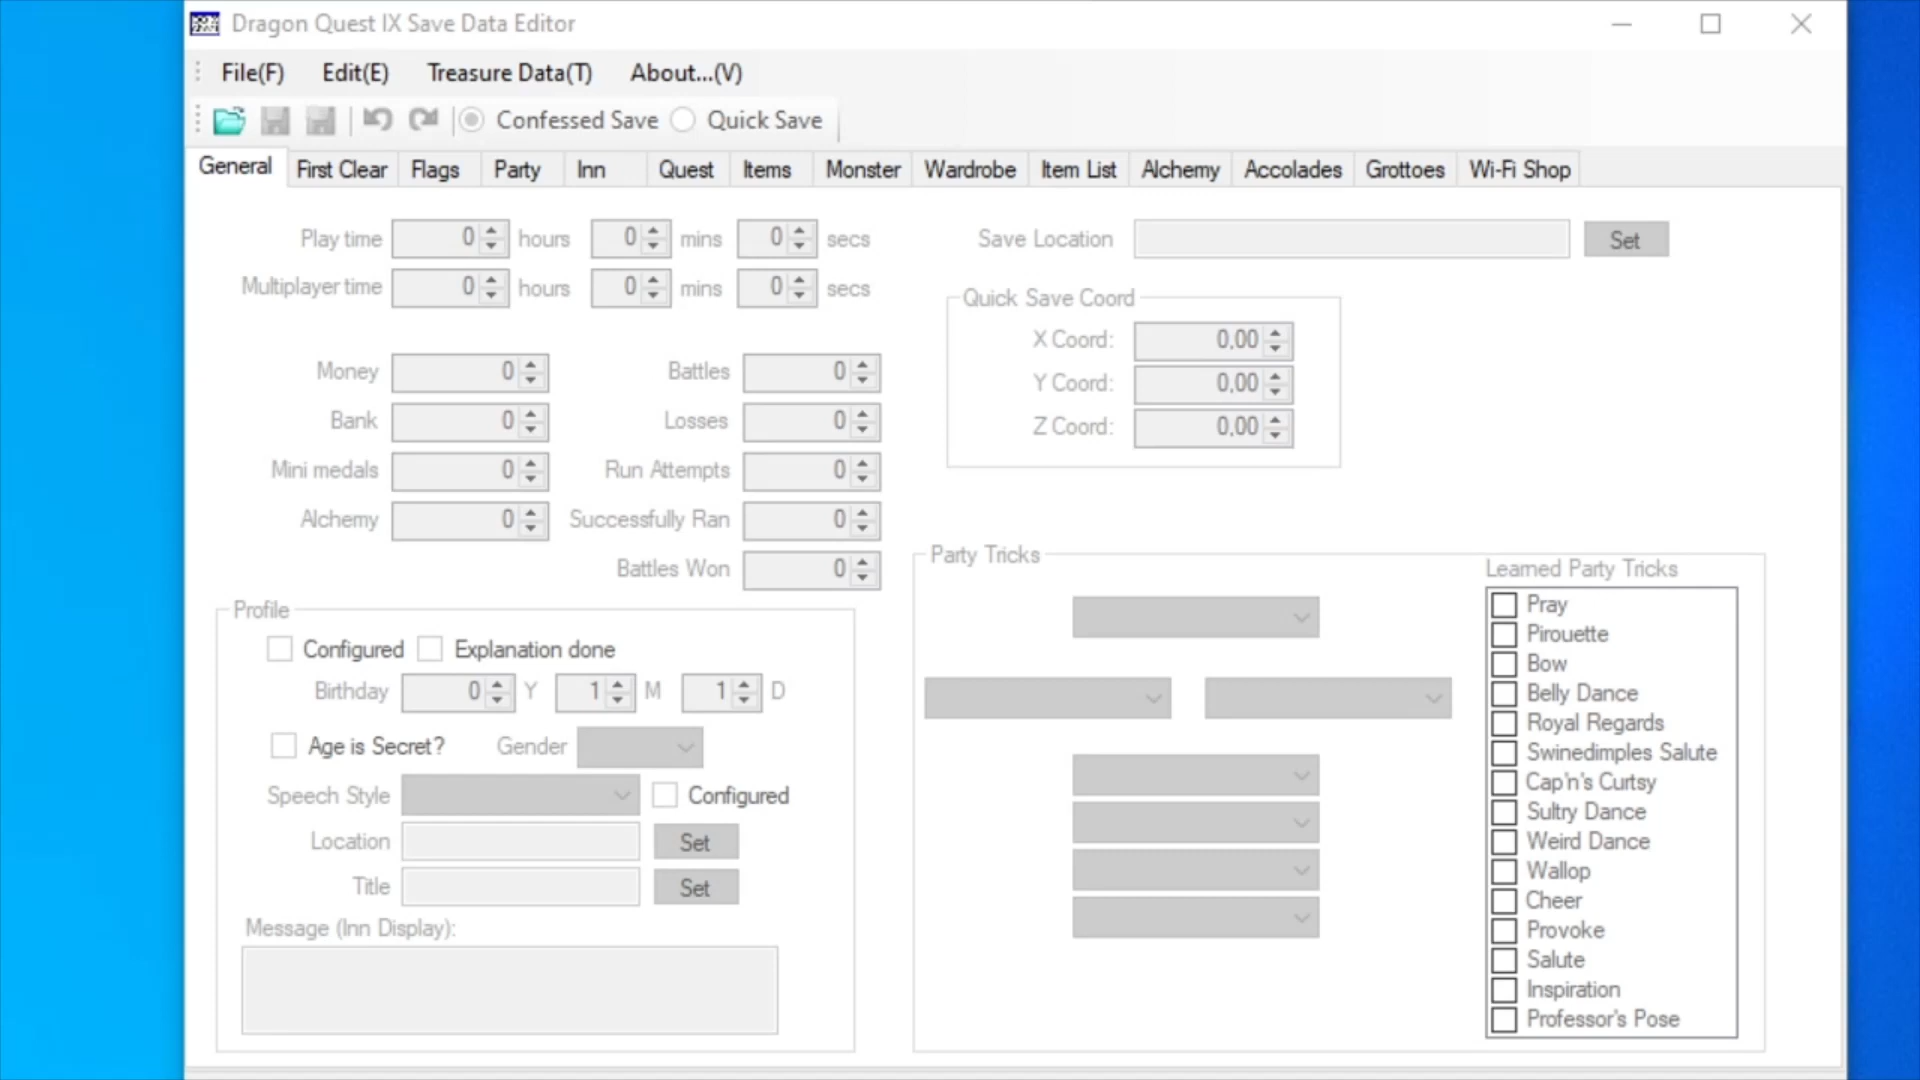 Dragon Quest IX Save Data Editor
File(F) Edit(E) Treasure Data(T) About...(V)
Confessed Save Quick Save
General First Clear Flags Party Inn Quest Items Monster Wardrobe Item List Alchemy Accolades Grottoes Wi-Fi Shop
Play time 0 hours 0 mins 0 secs
Multiplayer time 0 hours 0 mins 0 secs
Money 0 Battles 0
Bank 0 Losses 0
Mini medals 0 Run Attempts 0
Alchemy 0 Successfully Ran 0
Battles Won 0
Profile
Configured Explanation done
Birthday 0 Y 1 M 1 D
Age is Secret? Gender
Speech Style Configured
Location Set
Title Set
Message (Inn Display):
Save Location Set
Quick Save Coord
X Coord: 0,00
Y Coord: 0,00
Z Coord: 0,00
Party Tricks
Learned Party Tricks
Pray
Pirouette
Bow
Belly Dance
Royal Regards
Swinedimples Salute
Cap'n's Curtsy
Sultry Dance
Weird Dance
Wallop
Cheer
Provoke
Salute
Inspiration
Professor's Pose